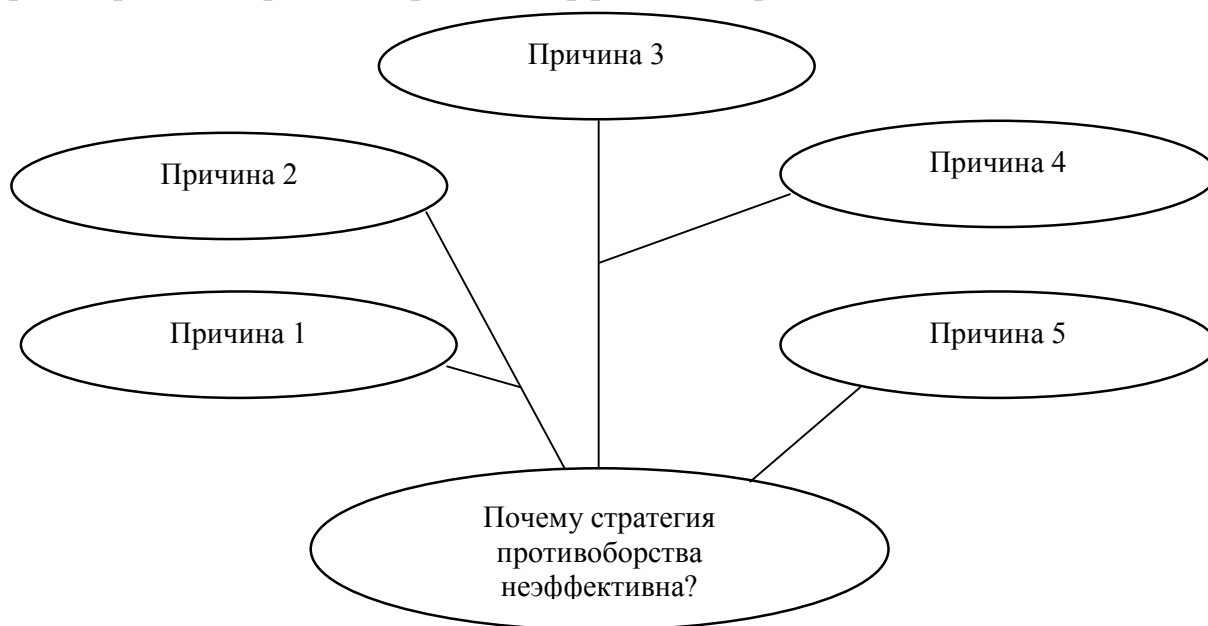 Причина 3
Причина 4
Причина 2
Причина 1
Причина 5
Почему стратегия
противоборства
неэффективна?